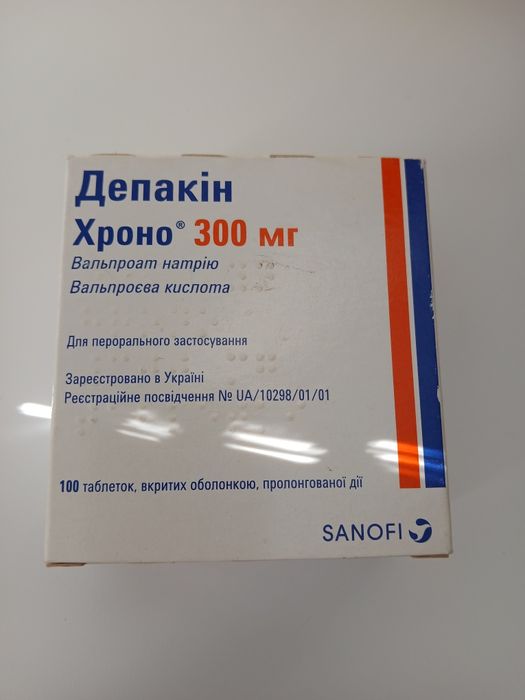 Депакін
Хроно® 300 мг
Вальпроат натрію
Вальпроєва кислота
Для перорального застосування
Зареєстровано в Україні
Реєстраційне посвідчення № UA/10298/01/01
100 таблеток, вкритих оболонкою, пролонгованої дії
SANOFI